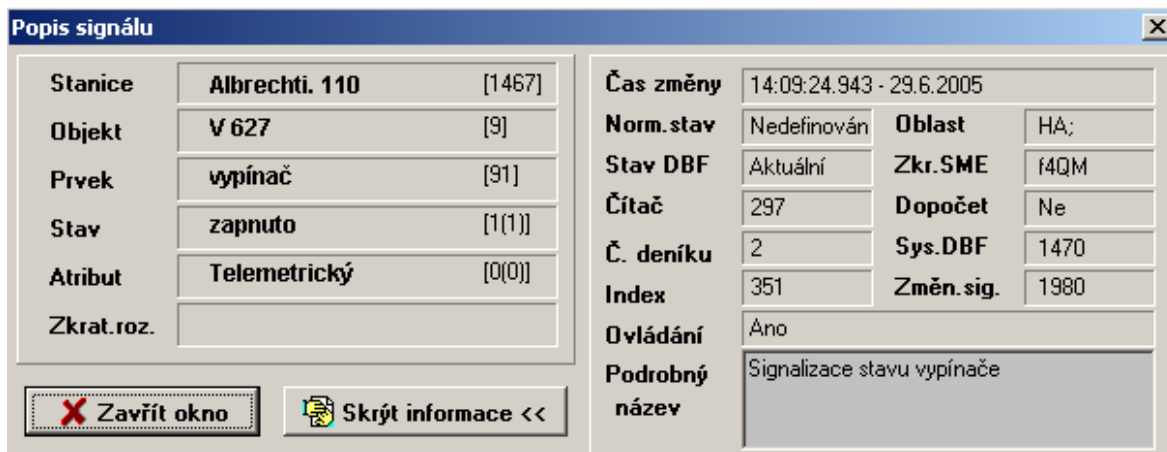 Popis signálu
Stanice Albrechti. 110 [1467]
Objekt V 627 [9]
Prvek vypínač [91]
Stav zapnuto [1(1)]
Atribut Telemetrický [0(0)]
Zkrat.roz.
Zavřít okno
Skrýt informace <<
Čas změny 14:09:24.943 - 29.6.2005
Norm.stav Nedefinován Oblast HA;
Stav DBF Aktuální Zkr.SME f4QM
Čítač 297 Dopočet Ne
Č. deníku 2 Sys.DBF 1470
Index 351 Změn.sig. 1980
Ovládání Ano
Podrobný název Signalizace stavu vypínače